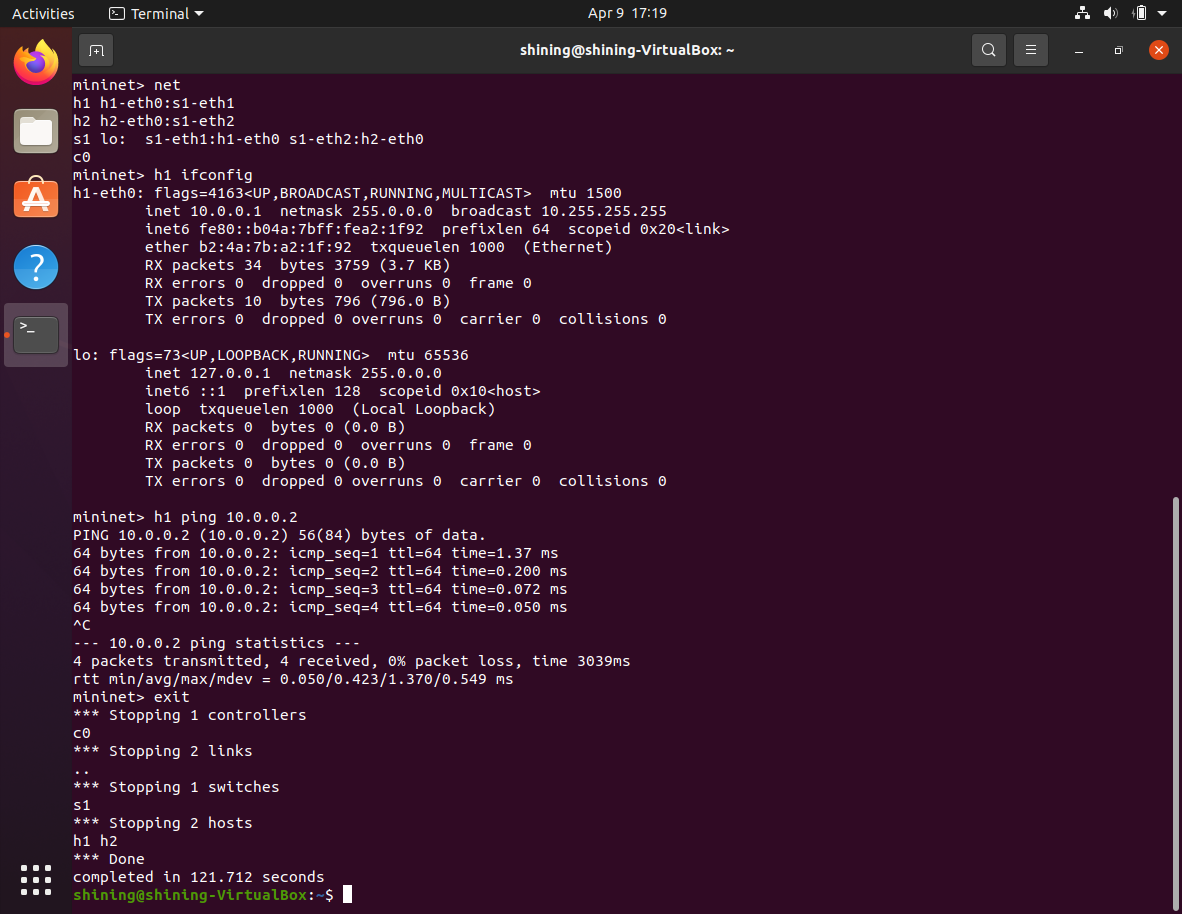 Activities Terminal Apr 9 17:19
shining@shining-VirtualBox: ~
mininet> net
h1 h1-eth0:s1-eth1
h2 h2-eth0:s1-eth2
s1 lo:  s1-eth1:h1-eth0 s1-eth2:h2-eth0
c0
mininet> h1 ifconfig
h1-eth0: flags=4163<UP,BROADCAST,RUNNING,MULTICAST>  mtu 1500
        inet 10.0.0.1  netmask 255.0.0.0  broadcast 10.255.255.255
        inet6 fe80::b04a:7bff:fea2:1f92  prefixlen 64  scopeid 0x20<link>
        ether b2:4a:7b:a2:1f:92  txqueuelen 1000  (Ethernet)
        RX packets 34  bytes 3759 (3.7 KB)
        RX errors 0  dropped 0  overruns 0  frame 0
        TX packets 10  bytes 796 (796.0 B)
        TX errors 0  dropped 0 overruns 0  carrier 0  collisions 0

lo: flags=73<UP,LOOPBACK,RUNNING>  mtu 65536
        inet 127.0.0.1  netmask 255.0.0.0
        inet6 ::1  prefixlen 128  scopeid 0x10<host>
        loop  txqueuelen 1000  (Local Loopback)
        RX packets 0  bytes 0 (0.0 B)
        RX errors 0  dropped 0  overruns 0  frame 0
        TX packets 0  bytes 0 (0.0 B)
        TX errors 0  dropped 0 overruns 0  carrier 0  collisions 0

mininet> h1 ping 10.0.0.2
PING 10.0.0.2 (10.0.0.2) 56(84) bytes of data.
64 bytes from 10.0.0.2: icmp_seq=1 ttl=64 time=1.37 ms
64 bytes from 10.0.0.2: icmp_seq=2 ttl=64 time=0.200 ms
64 bytes from 10.0.0.2: icmp_seq=3 ttl=64 time=0.072 ms
64 bytes from 10.0.0.2: icmp_seq=4 ttl=64 time=0.050 ms
^C
--- 10.0.0.2 ping statistics ---
4 packets transmitted, 4 received, 0% packet loss, time 3039ms
rtt min/avg/max/mdev = 0.050/0.423/1.370/0.549 ms
mininet> exit
*** Stopping 1 controllers
c0
*** Stopping 2 links
..
*** Stopping 1 switches
s1
*** Stopping 2 hosts
h1 h2
*** Done
completed in 121.712 seconds
shining@shining-VirtualBox:~$